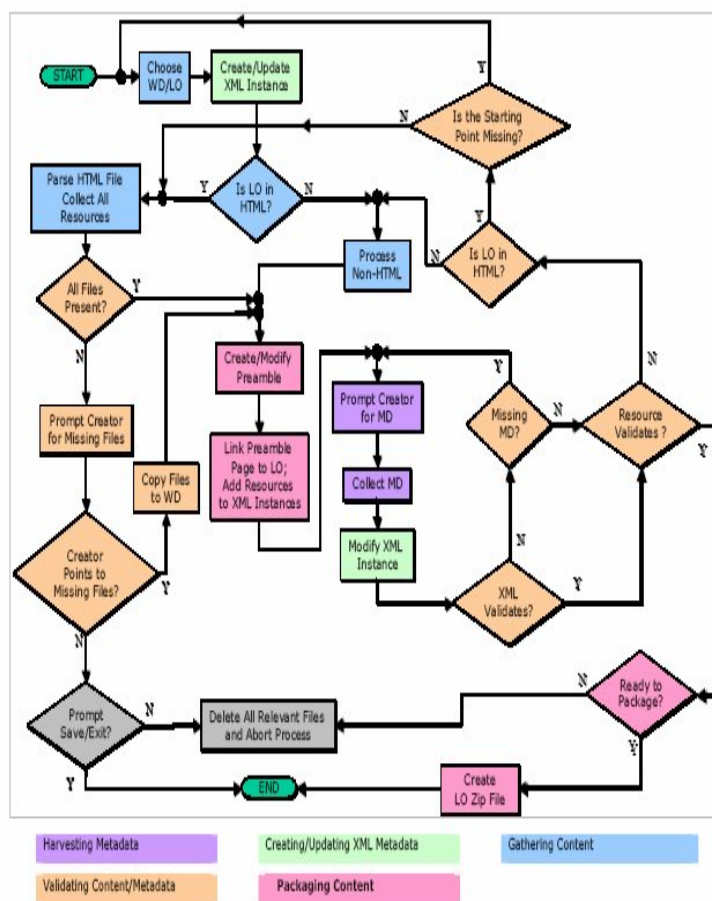 START
Choose
WD/LO
Create/Update
XML Instance
Y
Is the Starting
Point Missing?
N
Parse HTML File
Collect All
Resources
Y
Is LO in
HTML?
N
Y
Is LO in
HTML?
N
Process
Non-HTML
All Files
Present?
Y
N
N
Create/Modify
Preamble
Prompt Creator
for MD
Y
Missing
MD?
N
Resource
Validates ?
Y
Prompt Creator
for Missing Files
Link Preamble
Page to LO;
Add Resources
to XML Instances
Copy Files
to WD
Collect MD
Modify XML
Instance
N
Creator
Points to
Missing Files?
Y
XML
Validates?
Y
N
Prompt
Save/Exit?
N
Delete All Relevant Files
and Abort Process
N
Ready to
Package?
Y
Y
END
Create
LO Zip File
Harvesting Metadata
Creating/Updating XML Metadata
Gathering Content
Validating Content/Metadata
Packaging Content